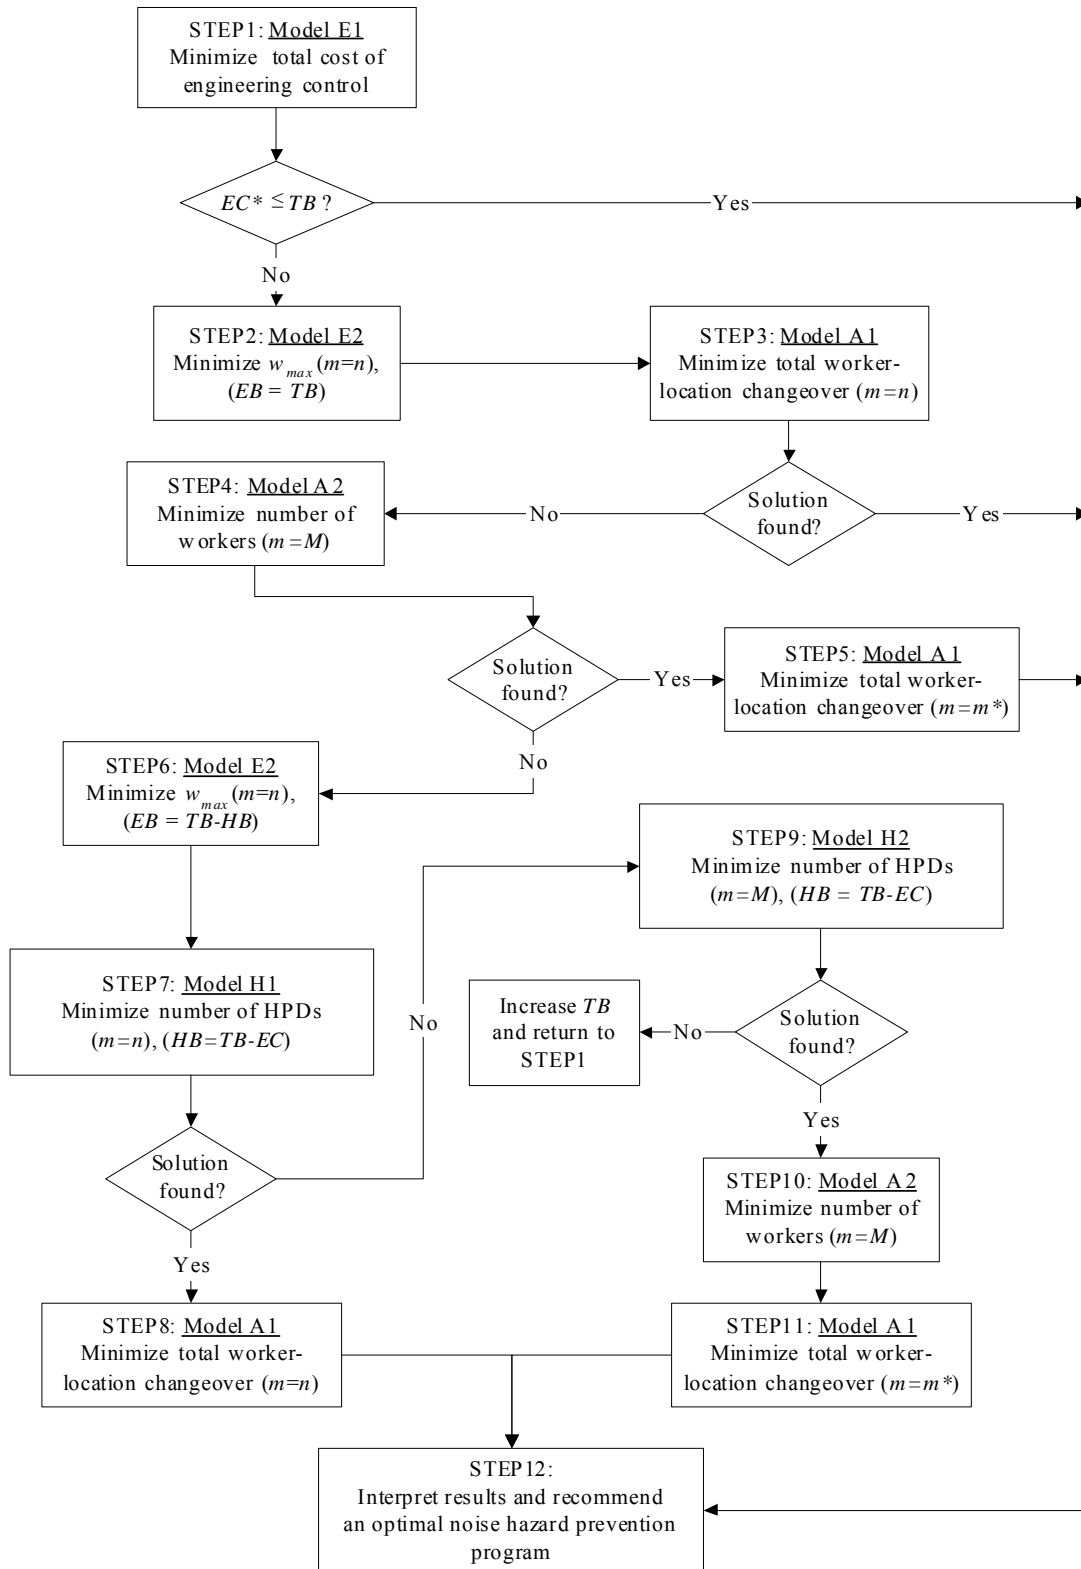 STEP1: Model E1
Minimize total cost of
engineering control
EC* ≤ TB ?
Yes
No
STEP2: Model E2
Minimize w_max (m=n),
(EB = TB)
STEP3: Model A1
Minimize total worker-
location changeover (m=n)
STEP4: Model A2
Minimize number of
workers (m=M)
No
Solution
found?
Yes
Solution
found?
Yes
STEP5: Model A1
Minimize total worker-
location changeover (m=m*)
No
STEP6: Model E2
Minimize w_max (m=n),
(EB = TB-HB)
STEP9: Model H2
Minimize number of HPDs
(m=M), (HB = TB-EC)
STEP7: Model H1
Minimize number of HPDs
(m=n), (HB=TB-EC)
No
Increase TB
and return to
STEP1
No
Solution
found?
Yes
Solution
found?
Yes
STEP10: Model A2
Minimize number of
workers (m=M)
STEP8: Model A1
Minimize total worker-
location changeover (m=n)
STEP11: Model A1
Minimize total worker-
location changeover (m=m*)
STEP12:
Interpret results and recommend
an optimal noise hazard prevention
program